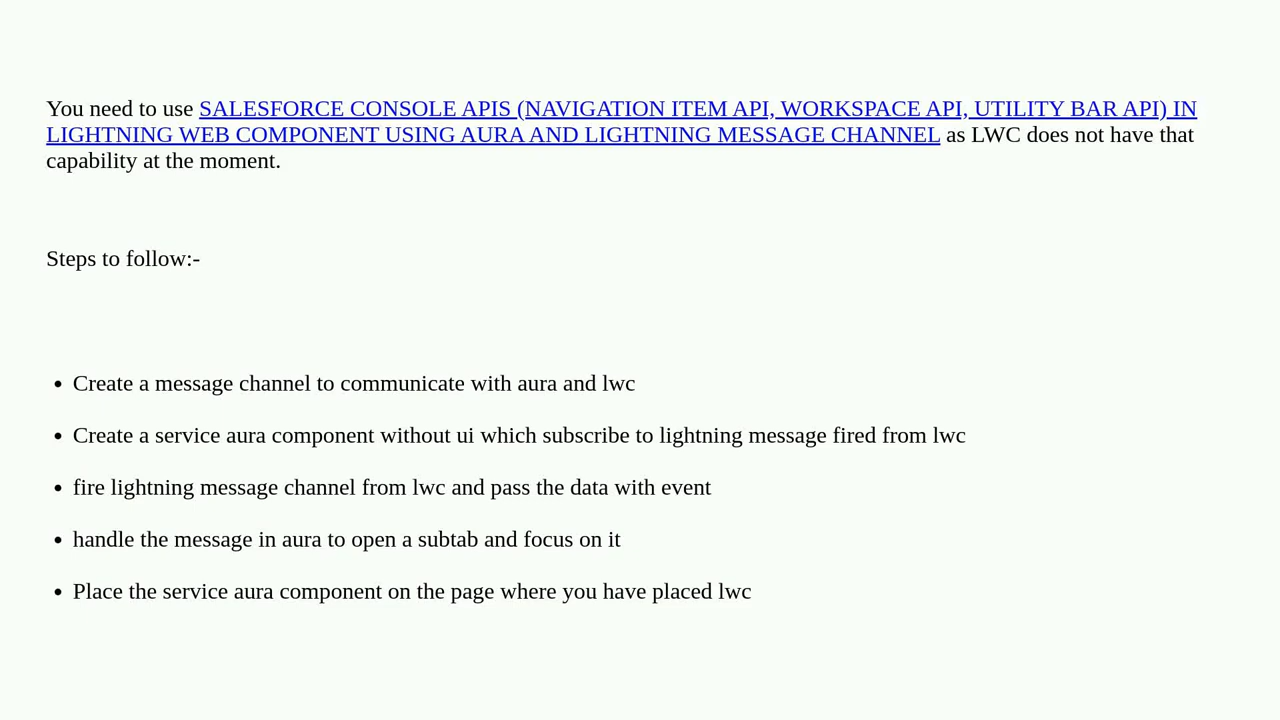 You need to use SALESFORCE CONSOLE APIS (NAVIGATION ITEM API, WORKSPACE API, UTILITY BAR API) IN
LIGHTNING WEB COMPONENT USING AURA AND LIGHTNING MESSAGE CHANNEL as LWC does not have that
capability at the moment.
Steps to follow:-
• Create a message channel to communicate with aura and lwc
• Create a service aura component without ui which subscribe to lightning message fired from lwc
• fire lightning message channel from lwc and pass the data with event
• handle the message in aura to open a subtab and focus on it
• Place the service aura component on the page where you have placed lwc